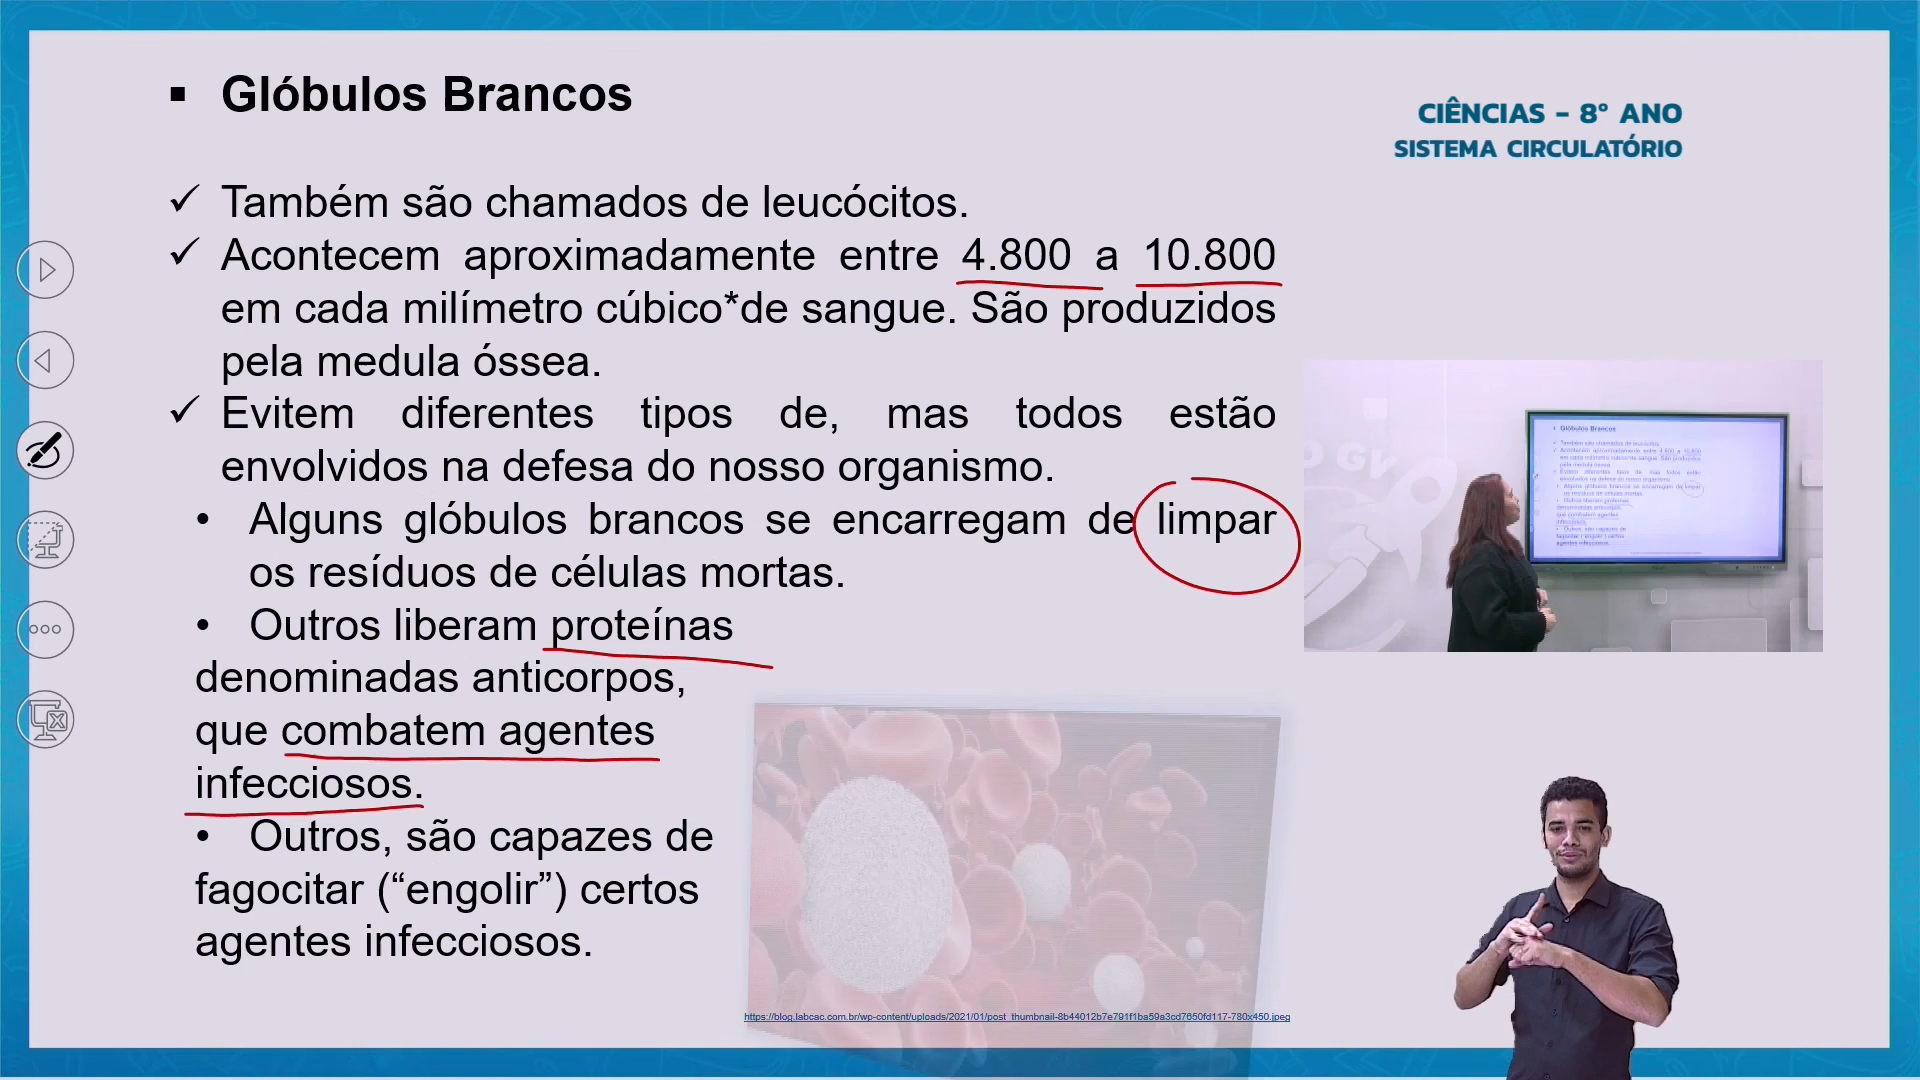 Glóbulos Brancos
CIÊNCIAS - 8º ANO
SISTEMA CIRCULATÓRIO
Também são chamados de leucócitos.
Acontecem aproximadamente entre 4.800 a 10.800
em cada milímetro cúbico*de sangue. São produzidos
pela medula óssea.
Evitem diferentes tipos de, mas todos estão
envolvidos na defesa do nosso organismo.
• Alguns glóbulos brancos se encarregam de limpar
os resíduos de células mortas.
• Outros liberam proteínas
denominadas anticorpos,
que combatem agentes
infecciosos.
• Outros, são capazes de
fagocitar (“engolir”) certos
agentes infecciosos.
https://blog.labcac.com.br/wp-content/uploads/2021/01/post_thumbnail-8b44012b7e791f1ba59a3cd7650fd117-780x450.jpeg